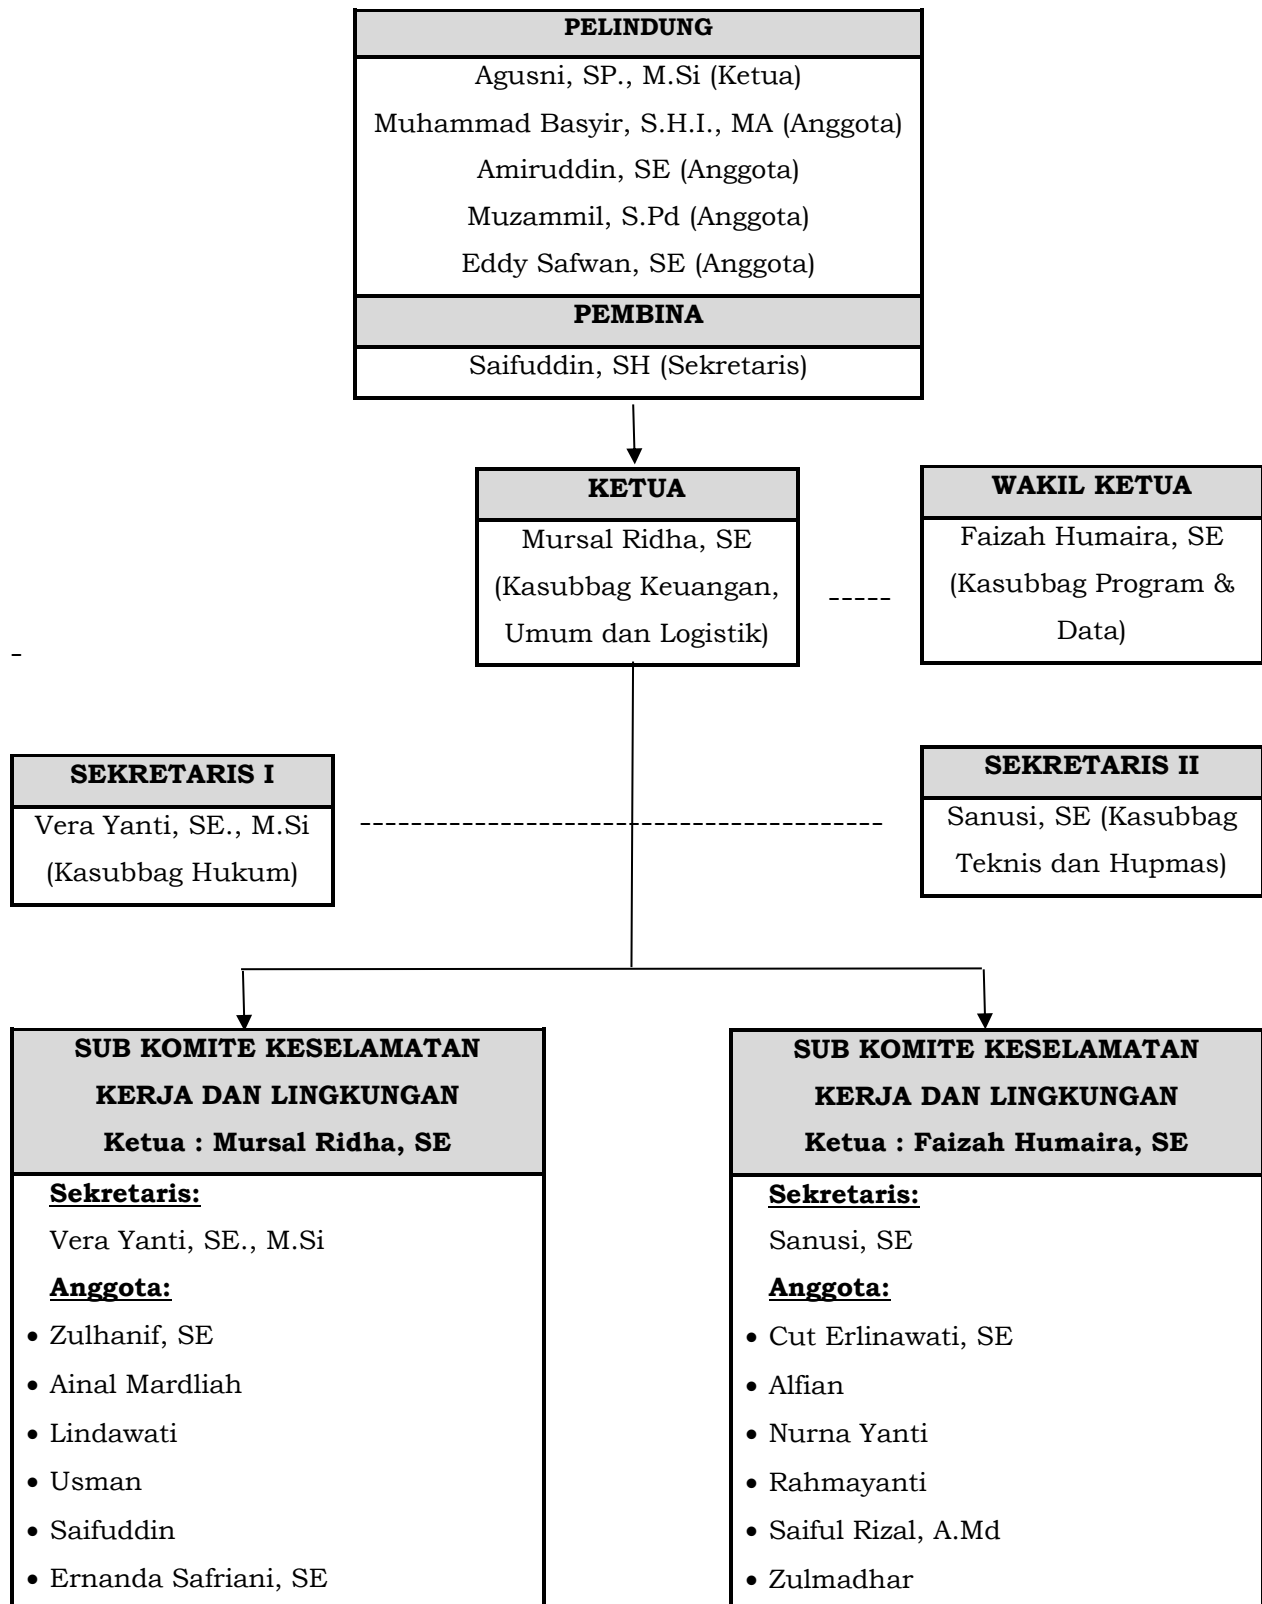 PELINDUNG
Agusni, SP., M.Si (Ketua)
Muhammad Basyir, S.H.I., MA (Anggota)
Amiruddin, SE (Anggota)
Muzammil, S.Pd (Anggota)
Eddy Safwan, SE (Anggota)
PEMBINA
Saifuddin, SH (Sekretaris)
KETUA
Mursal Ridha, SE
(Kasubbag Keuangan,
Umum dan Logistik)
WAKIL KETUA
Faizah Humaira, SE
(Kasubbag Program &
Data)
SEKRETARIS I
Vera Yanti, SE., M.Si
(Kasubbag Hukum)
SEKRETARIS II
Sanusi, SE (Kasubbag
Teknis dan Hupmas)
SUB KOMITE KESELAMATAN
KERJA DAN LINGKUNGAN
Ketua : Mursal Ridha, SE
Sekretaris:
Vera Yanti, SE., M.Si
Anggota:
• Zulhanif, SE
• Ainal Mardliah
• Lindawati
• Usman
• Saifuddin
• Ernanda Safriani, SE
SUB KOMITE KESELAMATAN
KERJA DAN LINGKUNGAN
Ketua : Faizah Humaira, SE
Sekretaris:
Sanusi, SE
Anggota:
• Cut Erlinawati, SE
• Alfian
• Nurna Yanti
• Rahmayanti
• Saiful Rizal, A.Md
• Zulmadhar